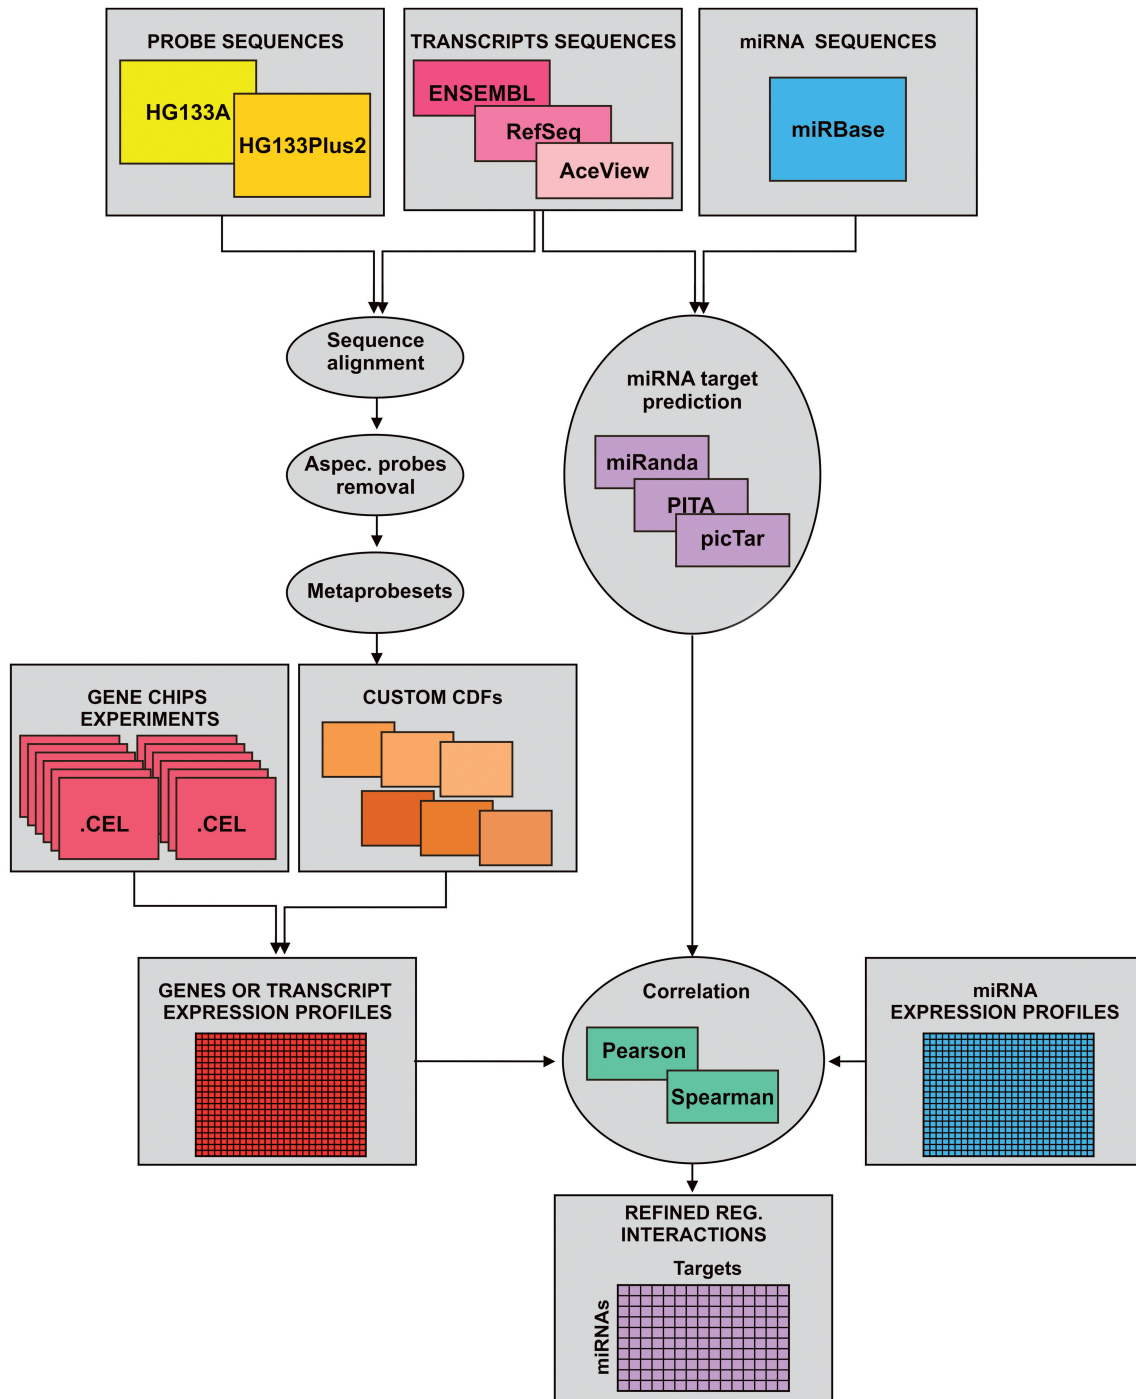 PROBE SEQUENCES
HG133A
HG133Plus2
TRANSCRIPTS SEQUENCES
ENSEMBL
RefSeq
AceView
miRNA SEQUENCES
miRBase
Sequence
alignment
Aspec. probes
removal
Metaprobesets
miRNA target
prediction
miRanda
PITA
picTar
GENE CHIPS
EXPERIMENTS
.CEL
.CEL
CUSTOM CDFs
GENES OR TRANSCRIPT
EXPRESSION PROFILES
Correlation
Pearson
Spearman
miRNA
EXPRESSION PROFILES
REFINED REG.
INTERACTIONS
Targets
miRNAs